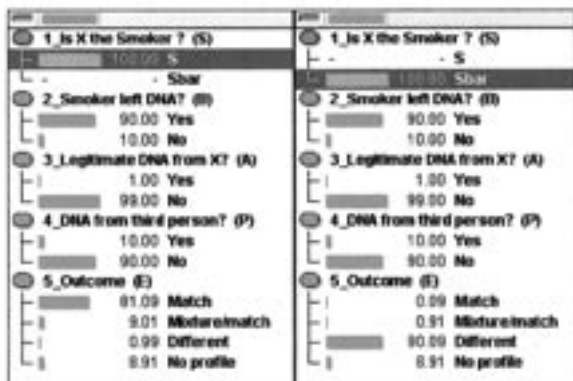 1_Is X the Smoker ? (S)
100.00 S
- - Sbar
2_Smoker left DNA? (B)
90.00 Yes
10.00 No
3_Legitimate DNA from X? (A)
1.00 Yes
99.00 No
4_DNA from third person? (P)
10.00 Yes
90.00 No
5_Outcome (E)
81.09 Match
9.01 Mixture/match
0.99 Different
8.91 No profile
1_Is X the Smoker ? (S)
- - S
100.00 Sbar
2_Smoker left DNA? (B)
90.00 Yes
10.00 No
3_Legitimate DNA from X? (A)
1.00 Yes
99.00 No
4_DNA from third person? (P)
10.00 Yes
90.00 No
5_Outcome (E)
0.09 Match
0.91 Mixture/match
90.09 Different
8.91 No profile